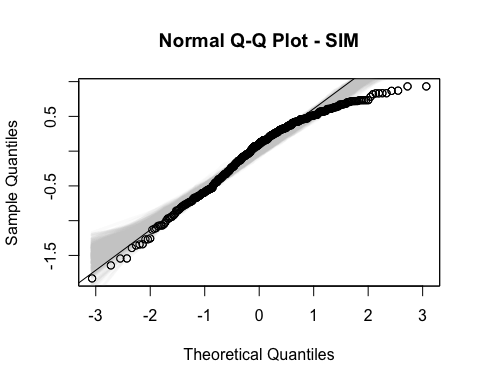 Normal Q-Q Plot - SIM
Sample Quantiles
0.5
-0.5
-1.5
-3 -2 -1 0 1 2 3
Theoretical Quantiles